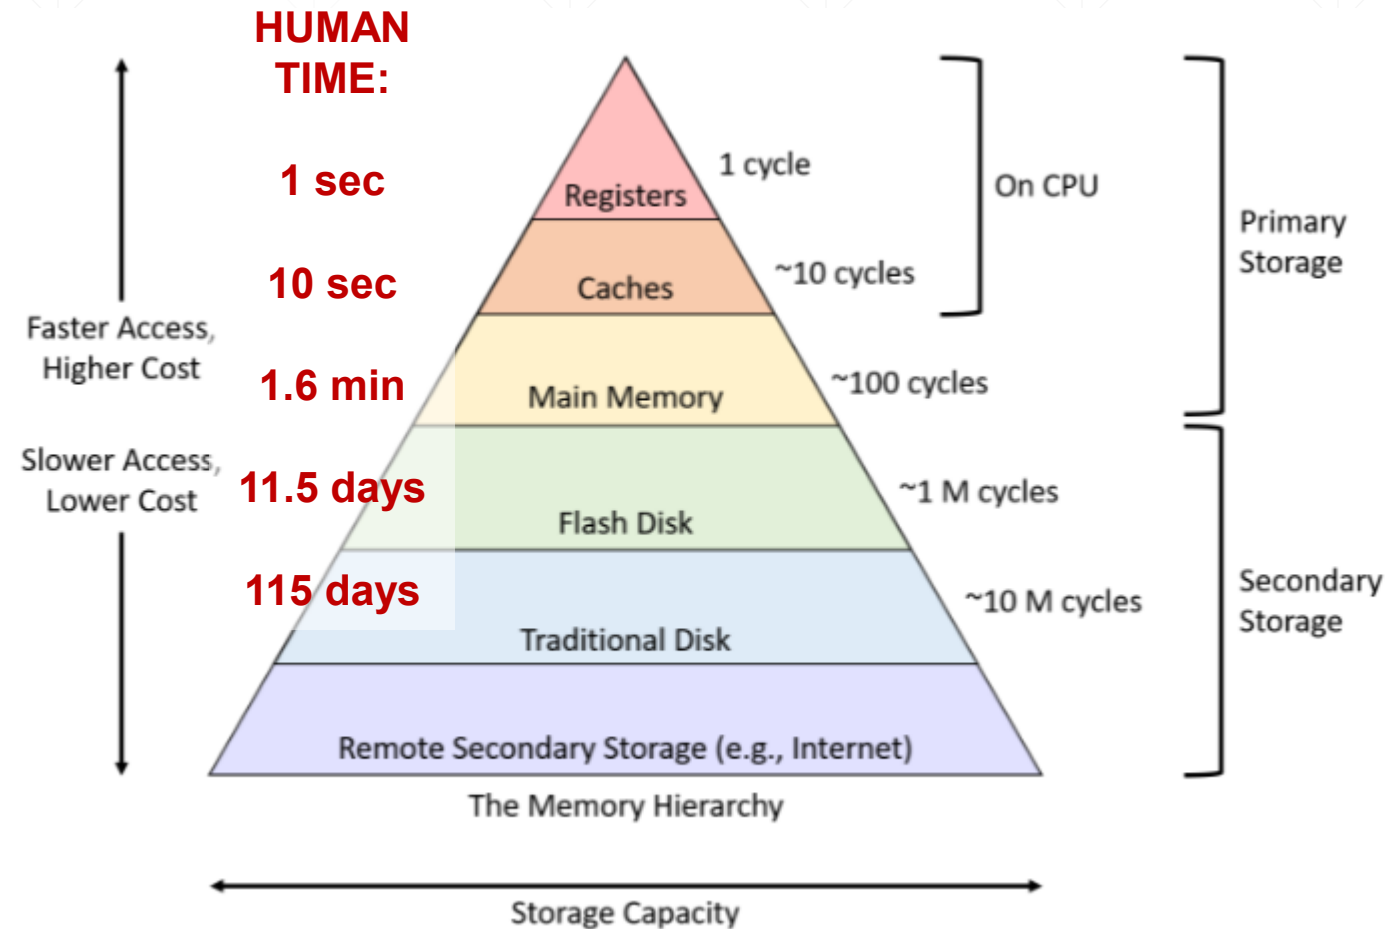 HUMAN
TIME:
1 sec
10 sec
1.6 min
11.5 days
115 days
Faster Access,
Higher Cost
Slower Access,
Lower Cost
Registers
Caches
Main Memory
Flash Disk
Traditional Disk
Remote Secondary Storage (e.g., Internet)
1 cycle
~10 cycles
~100 cycles
~1 M cycles
~10 M cycles
On CPU
Primary
Storage
Secondary
Storage
The Memory Hierarchy
Storage Capacity